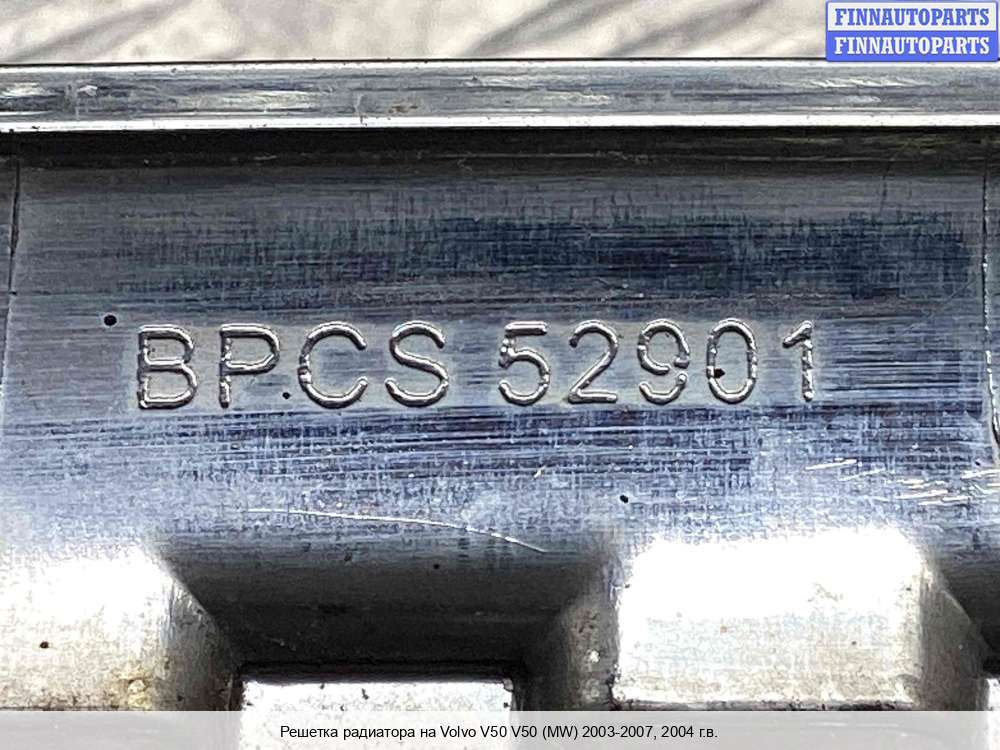 FINNAUTOPARTS
FINNAUTOPARTS
BPCS 52901
Решетка радиатора на Volvo V50 V50 (MW) 2003-2007, 2004 г.в.